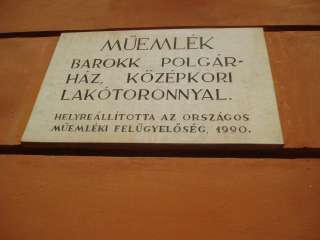 MŰEMLÉK
BAROKK POLGÁR-
HÁZ, KÖZÉPKORI
LAKÓTORONNYAL.
HELYREÁLLÍTOTTA AZ ORSZÁGOS
MŰEMLÉKI FELÜGYELŐSÉG, 1990.